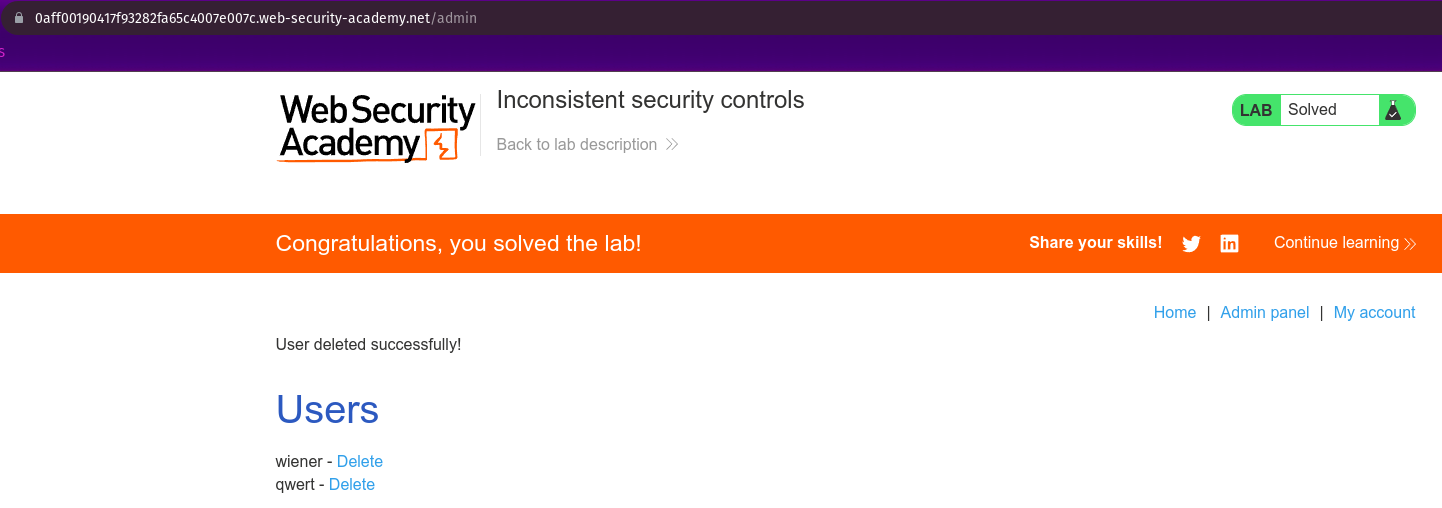 0aff00190417f93282fa65c4007e007c.web-security-academy.net/admin
s
Web Security
Academy
Inconsistent security controls
Back to lab description
LAB Solved
Congratulations, you solved the lab!
Share your skills!
Continue learning
Home | Admin panel | My account
User deleted successfully!
Users
wiener - Delete
qwert - Delete